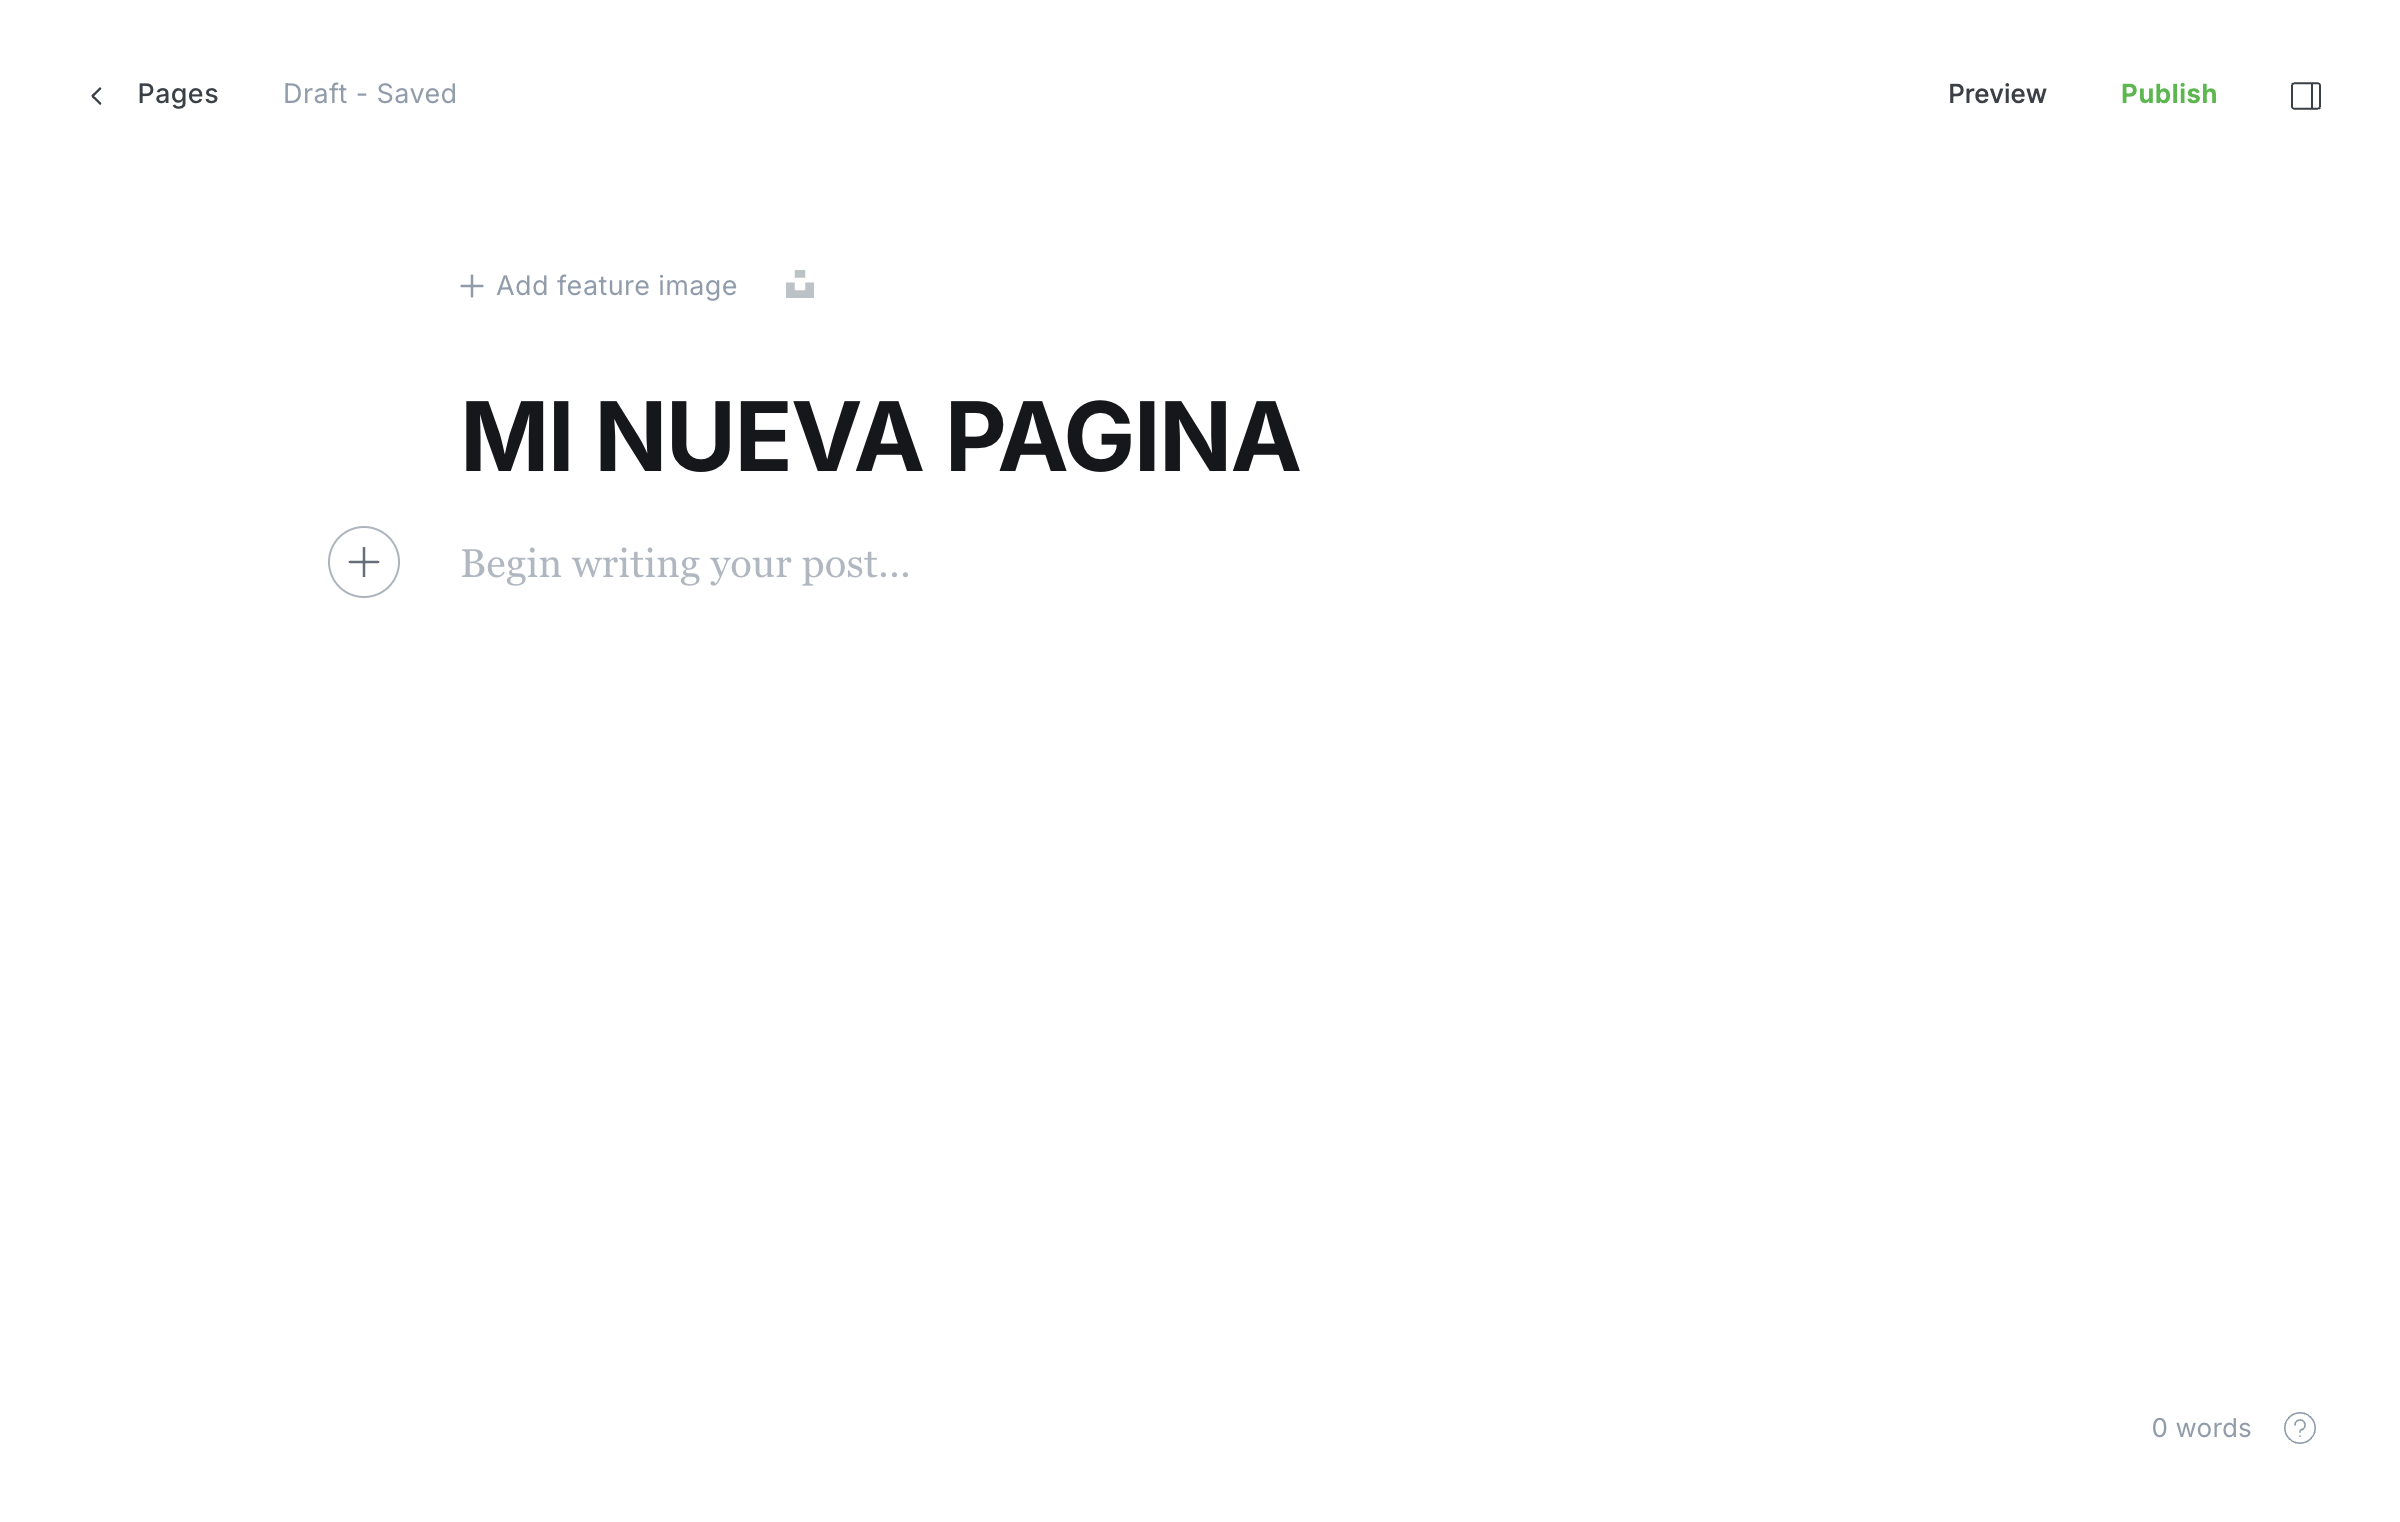 Pages
Draft - Saved
Preview
Publish
Add feature image
MI NUEVA PAGINA
Begin writing your post...
0 words
?